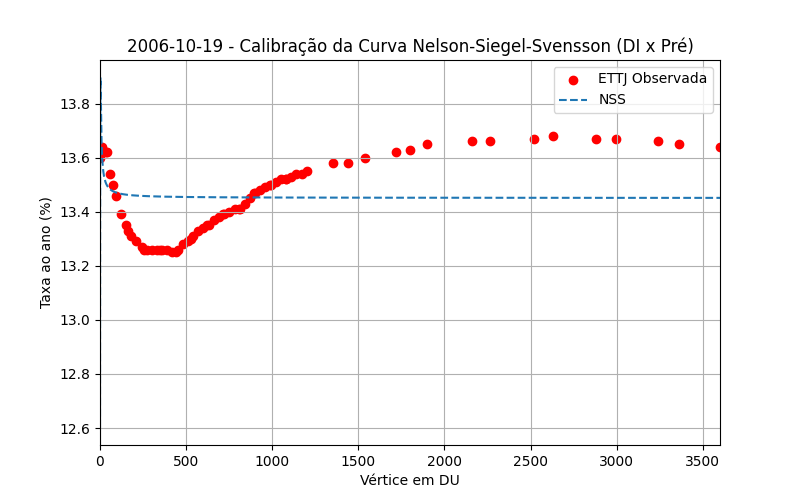 2006-10-19 - Calibração da Curva Nelson-Siegel-Svensson (DI x Pré)
ETTJ Observada
NSS
Taxa ao ano (%)
13.8
13.6
13.4
13.2
13.0
12.8
12.6
0 500 1000 1500 2000 2500 3000 3500
Vértice em DU